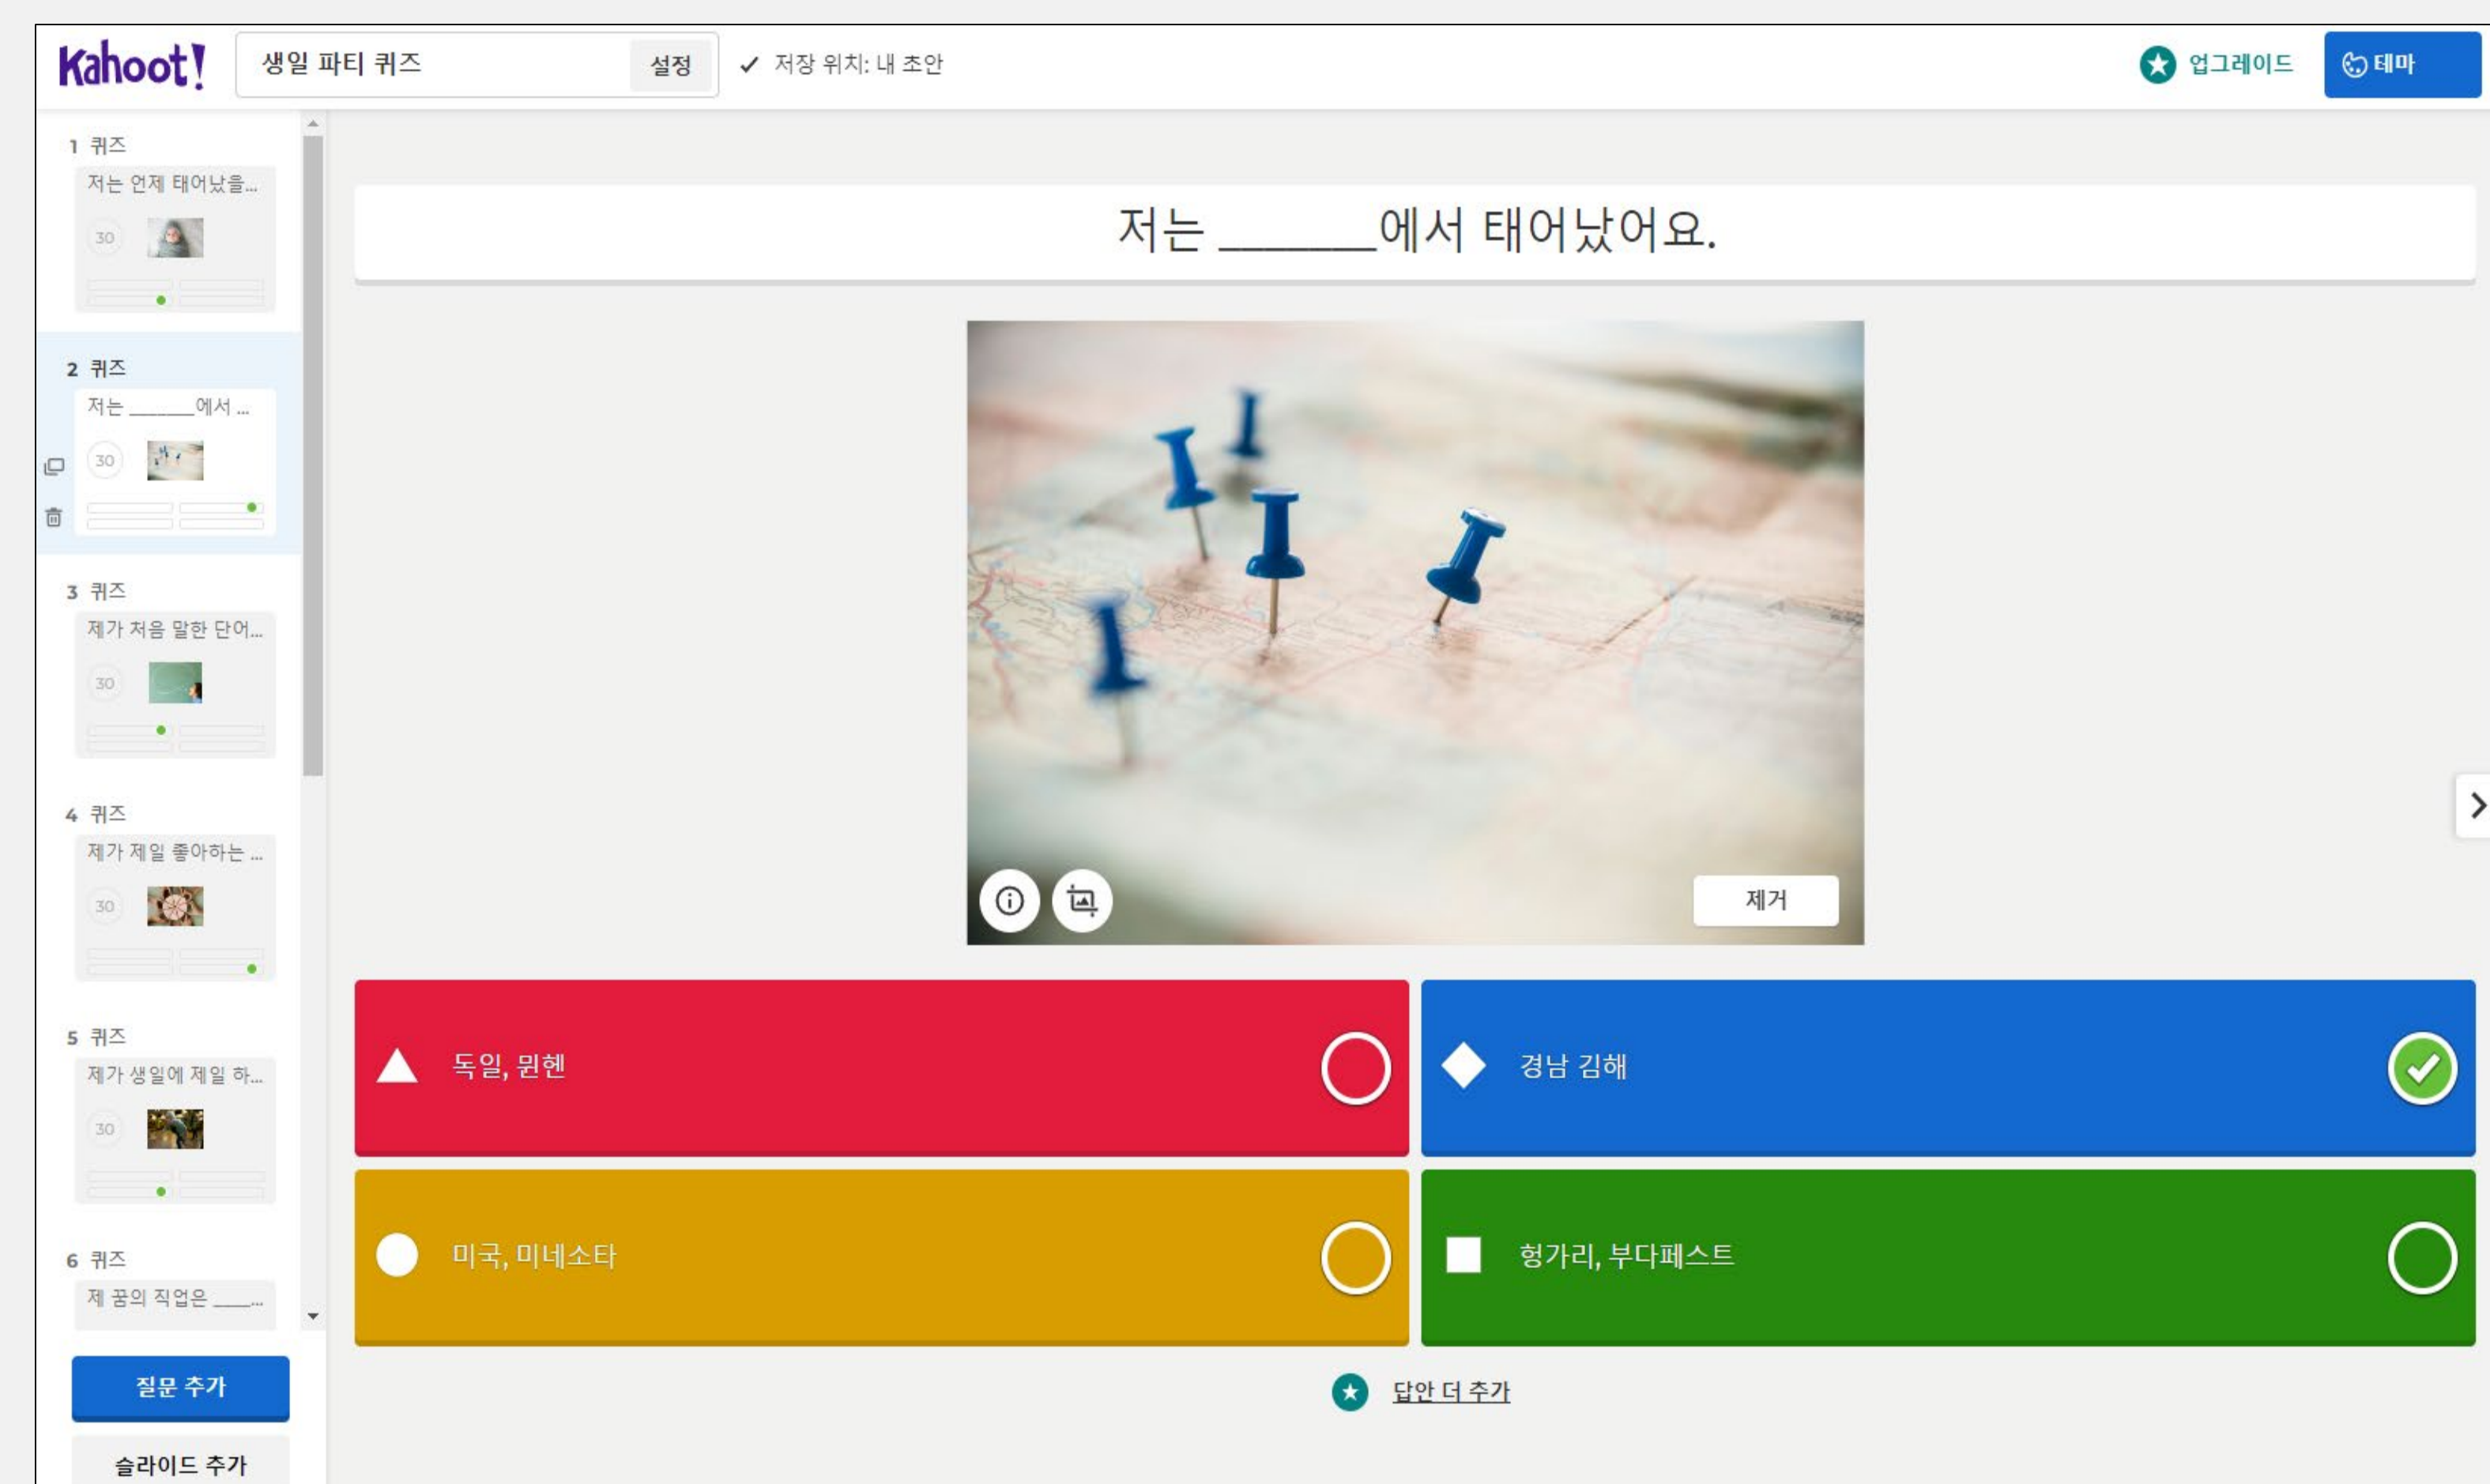 Kahoot!
생일 파티 퀴즈
설정
✓ 저장 위치: 내 초안
업그레이드
테마
1 퀴즈
저는 언제 태어났을...
30
2 퀴즈
저는 ______에서 ...
30
3 퀴즈
제가 처음 말한 단어...
30
4 퀴즈
제가 제일 좋아하는 ...
30
5 퀴즈
제가 생일에 제일 하...
30
6 퀴즈
제 꿈의 직업은 ____...
질문 추가
슬라이드 추가
저는 ______에서 태어났어요.
제거
독일, 뮌헨
경남 김해
미국, 미네소타
헝가리, 부다페스트
답안 더 추가